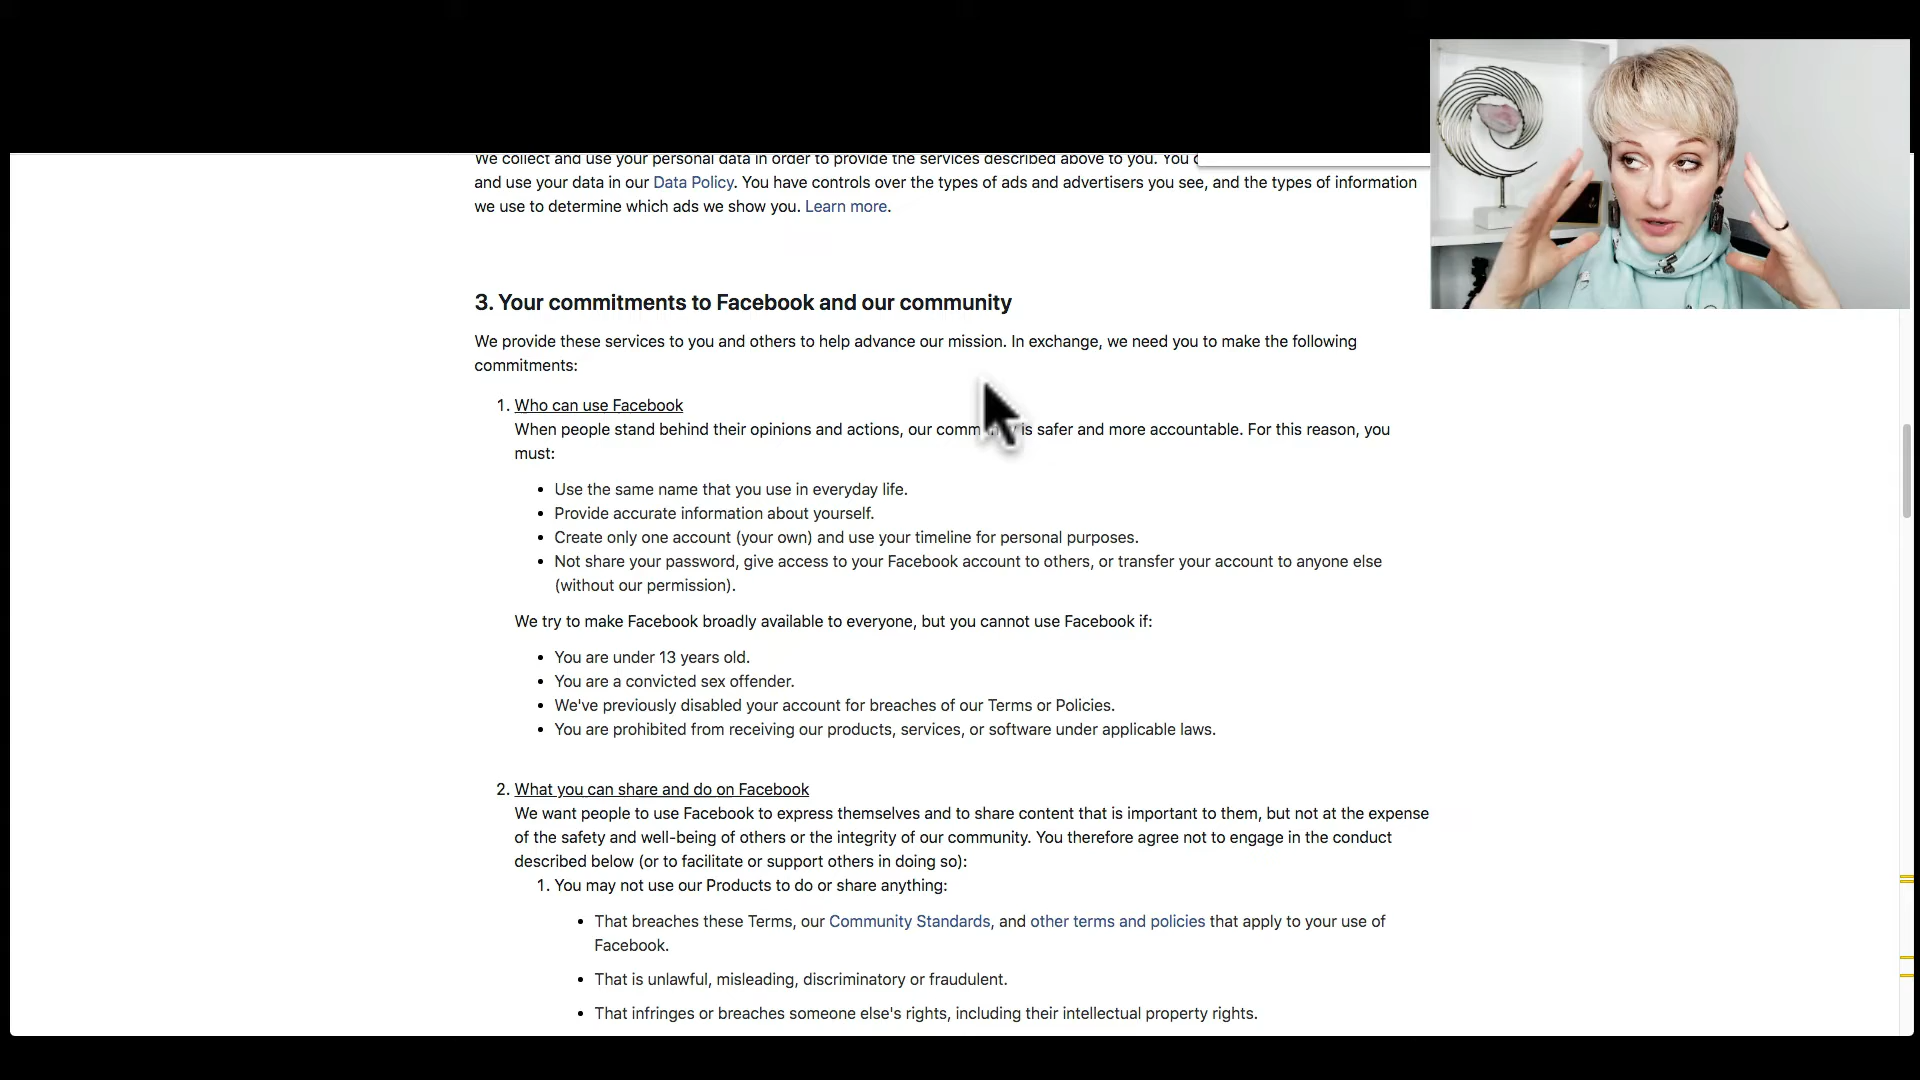 We collect and use your personal data in order to provide the services described above to you. You
and use your data in our Data Policy. You have controls over the types of ads and advertisers you see, and the types of information
we use to determine which ads we show you. Learn more.
3. Your commitments to Facebook and our community
We provide these services to you and others to help advance our mission. In exchange, we need you to make the following
commitments:
1. Who can use Facebook
When people stand behind their opinions and actions, our is safer and more accountable. For this reason, you
must:
• Use the same name that you use in everyday life.
• Provide accurate information about yourself.
• Create only one account (your own) and use your timeline for personal purposes.
• Not share your password, give access to your Facebook account to others, or transfer your account to anyone else
(without our permission).
We try to make Facebook broadly available to everyone, but you cannot use Facebook if:
• You are under 13 years old.
• You are a convicted sex offender.
• We've previously disabled your account for breaches of our Terms or Policies.
• You are prohibited from receiving our products, services, or software under applicable laws.
2. What you can share and do on Facebook
We want people to use Facebook to express themselves and to share content that is important to them, but not at the expense
of the safety and well-being of others or the integrity of our community. You therefore agree not to engage in the conduct
described below (or to facilitate or support others in doing so):
1. You may not use our Products to do or share anything:
• That breaches these Terms, our Community Standards, and other terms and policies that apply to your use of
Facebook.
• That is unlawful, misleading, discriminatory or fraudulent.
• That infringes or breaches someone else's rights, including their intellectual property rights.